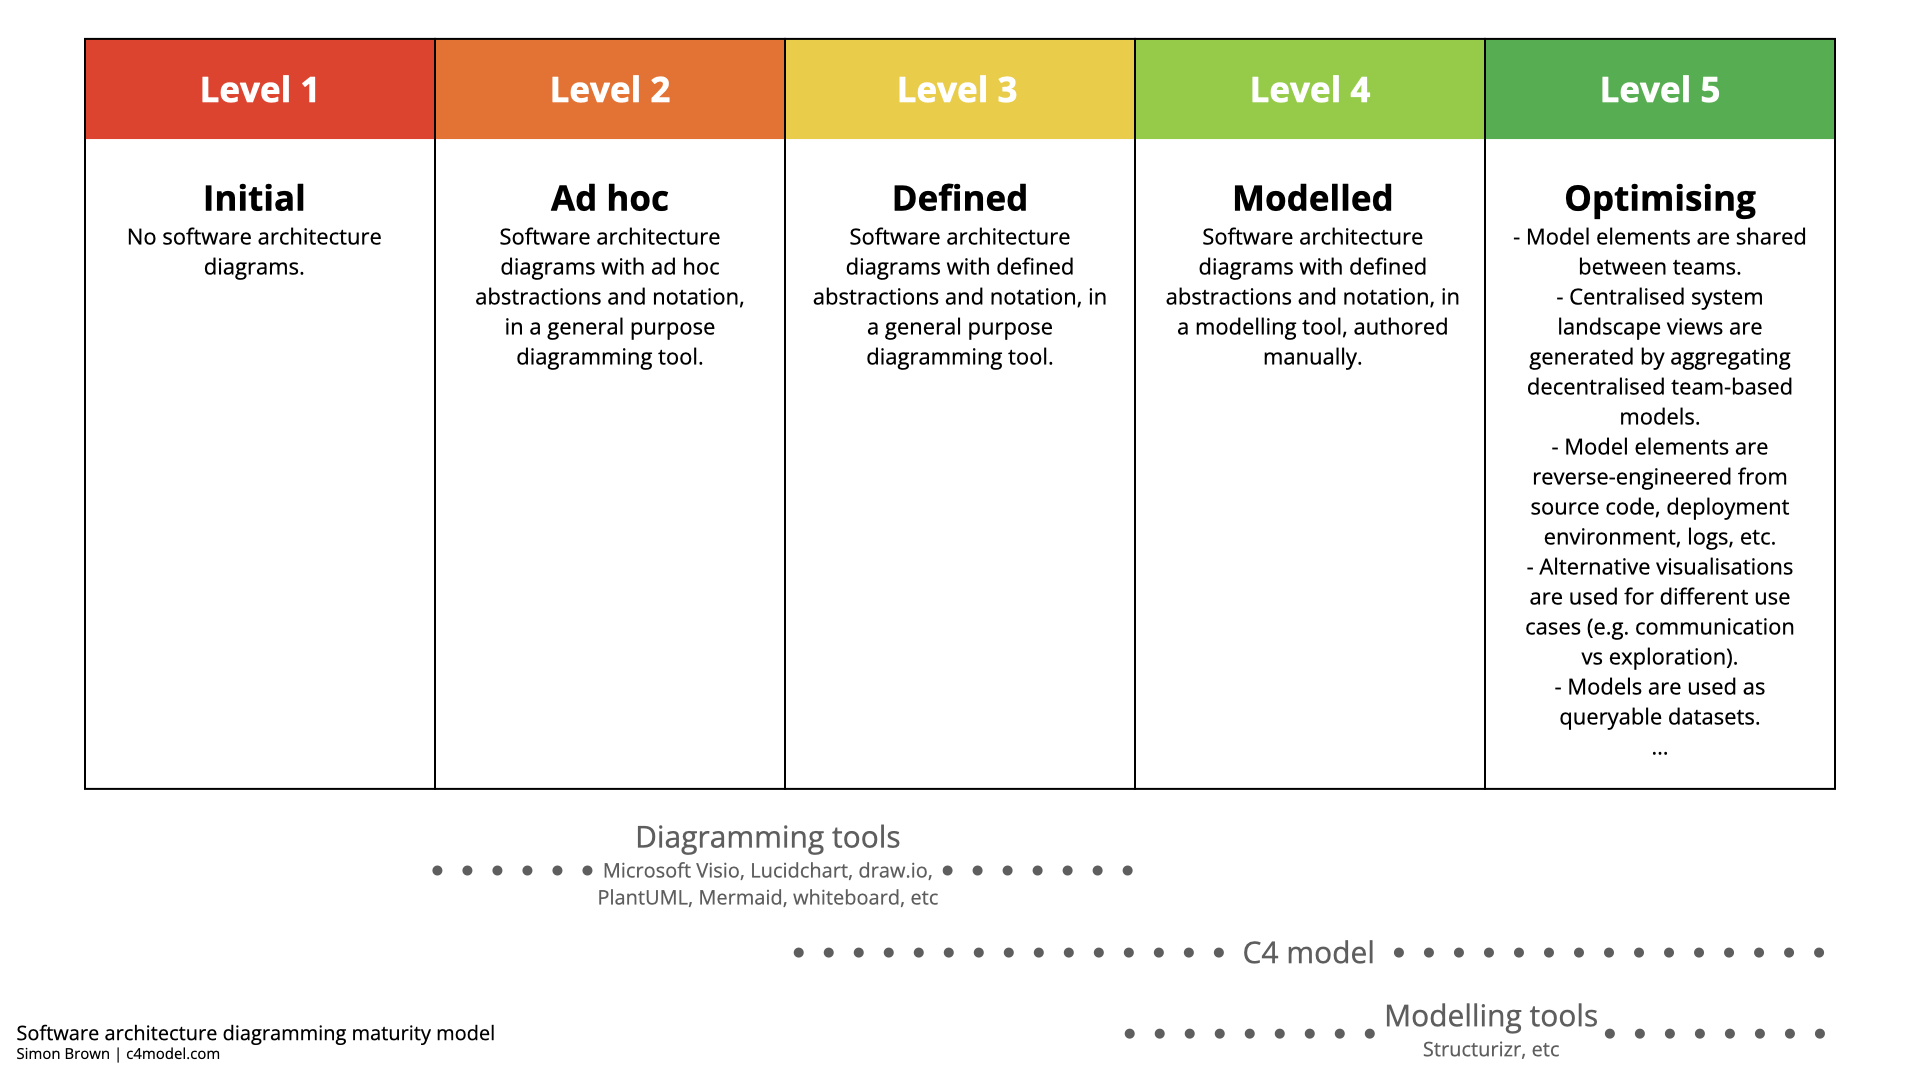 Level 1
Level 2
Level 3
Level 4
Level 5
Initial
No software architecture
diagrams.
Ad hoc
Software architecture
diagrams with ad hoc
abstractions and notation,
in a general purpose
diagramming tool.
Defined
Software architecture
diagrams with defined
abstractions and notation, in
a general purpose
diagramming tool.
Modelled
Software architecture
diagrams with defined
abstractions and notation, in
a modelling tool, authored
manually.
Optimising
- Model elements are shared
between teams.
- Centralised system
landscape views are
generated by aggregating
decentralised team-based
models.
- Model elements are
reverse-engineered from
source code, deployment
environment, logs, etc.
- Alternative visualisations
are used for different use
cases (e.g. communication
vs exploration).
- Models are used as
queryable datasets.
...
Diagramming tools
Microsoft Visio, Lucidchart, draw.io,
PlantUML, Mermaid, whiteboard, etc
C4 model
Modelling tools
Structurizr, etc
Software architecture diagramming maturity model
Simon Brown | c4model.com